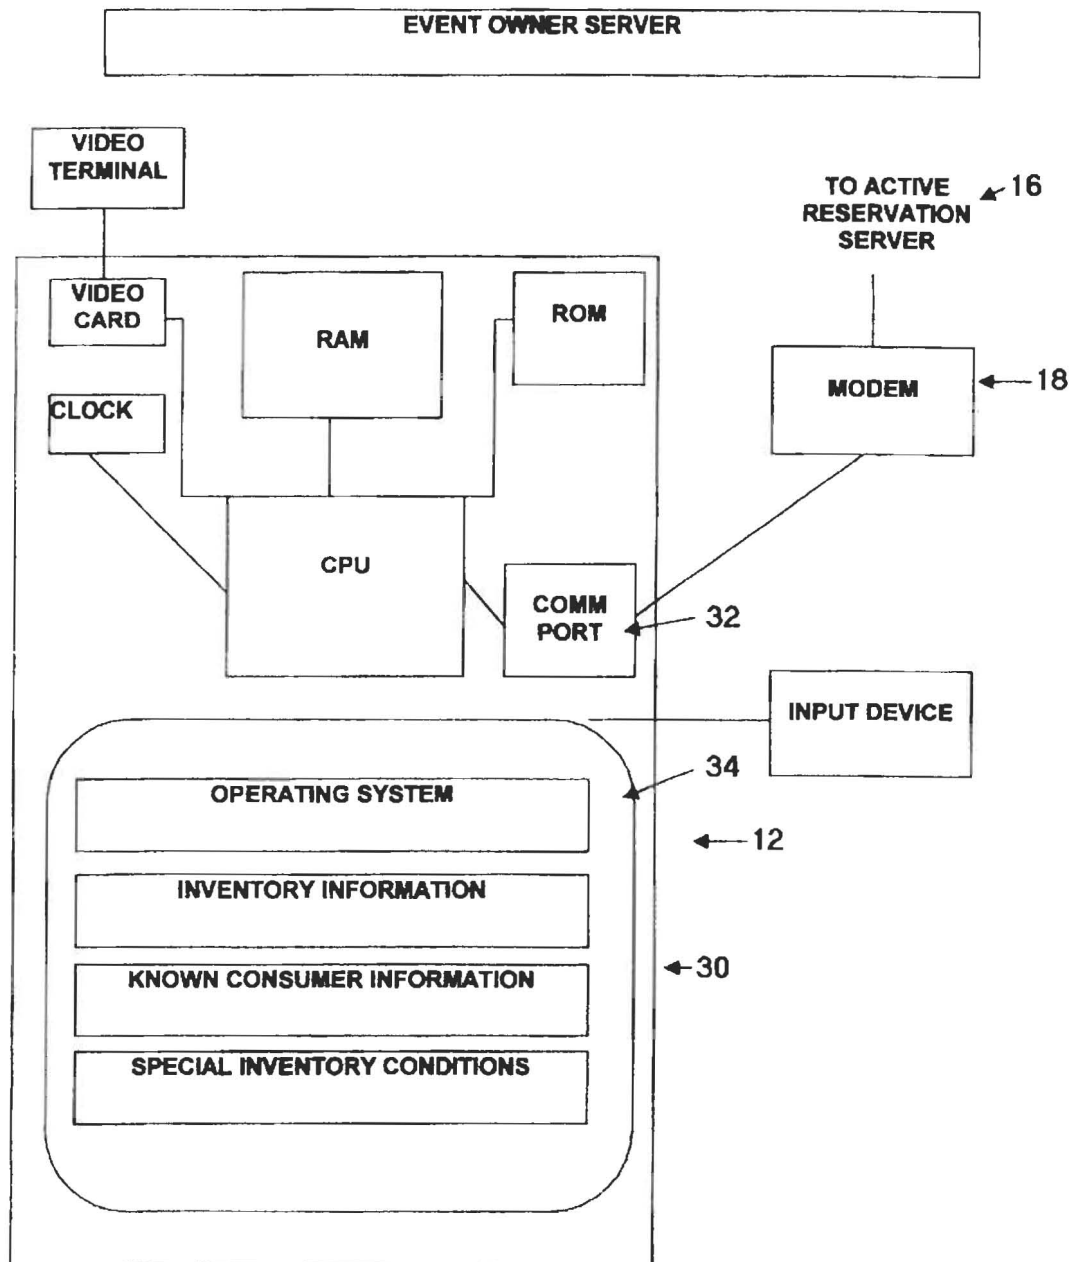 EVENT OWNER SERVER
VIDEO
TERMINAL
TO ACTIVE
RESERVATION
SERVER
16
VIDEO
CARD
RAM
ROM
MODEM
18
CLOCK
CPU
COMM
PORT
32
INPUT DEVICE
34
OPERATING SYSTEM
12
INVENTORY INFORMATION
30
KNOWN CONSUMER INFORMATION
SPECIAL INVENTORY CONDITIONS